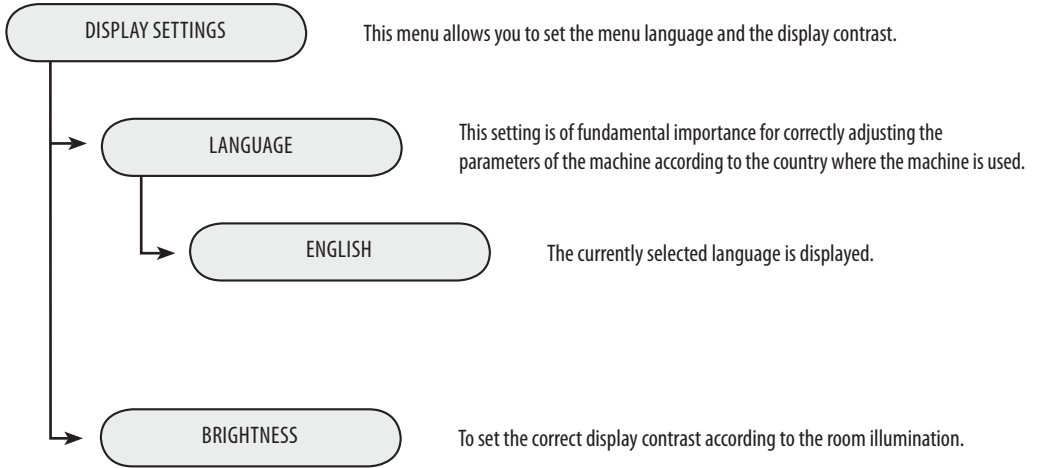 DISPLAY SETTINGS
This menu allows you to set the menu language and the display contrast.
LANGUAGE
This setting is of fundamental importance for correctly adjusting the
parameters of the machine according to the country where the machine is used.
ENGLISH
The currently selected language is displayed.
BRIGHTNESS
To set the correct display contrast according to the room illumination.